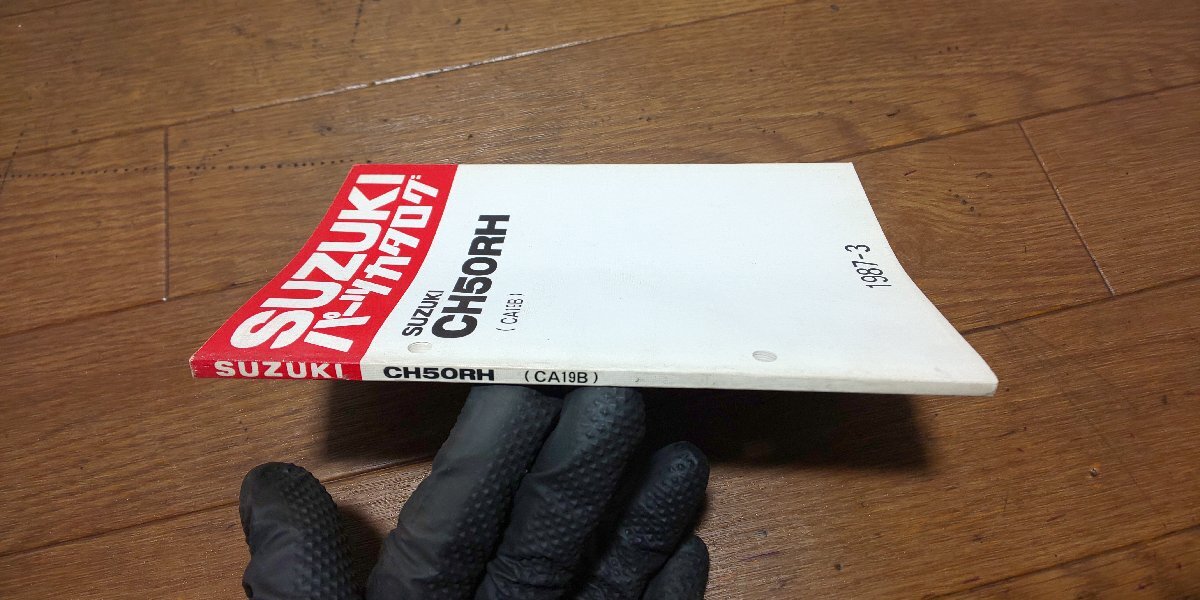 SUZUKI
パーツカタログ
SUZUKI
CH50RH
(CA19B)
1987-3
SUZUKI CH50RH (CA19B)